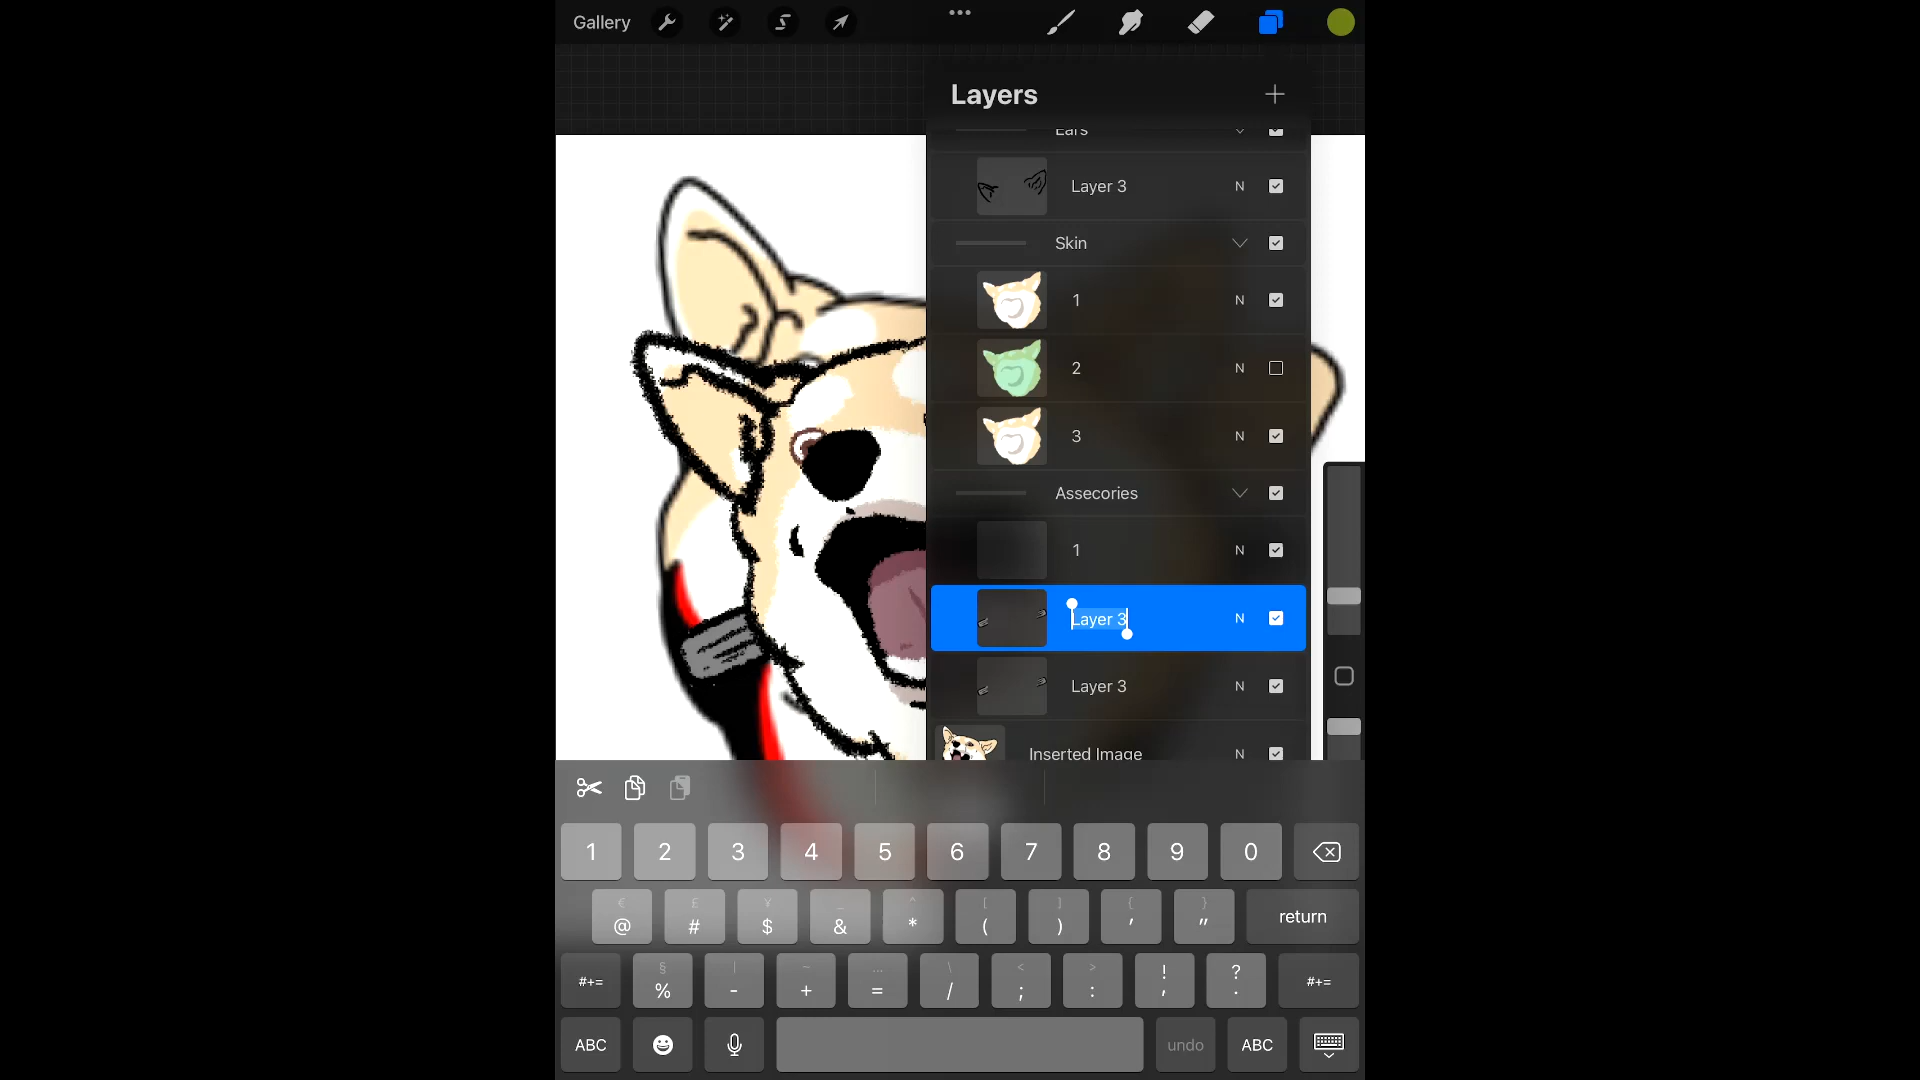 Gallery
Layers
Ears
Layer 3 N
Skin
1 N
2 N
3 N
Assecories
1 N
Layer 3 N
Layer 3 N
Inserted Image N
1 2 3 4 5 6 7 8 9 0
€ £ ¥ _ ^ [ ] { }
@ # $ & * ( ) ' " return
§ | ~ … \ < > ! ?
#+= % - + = / ; : , . #+=
ABC undo ABC